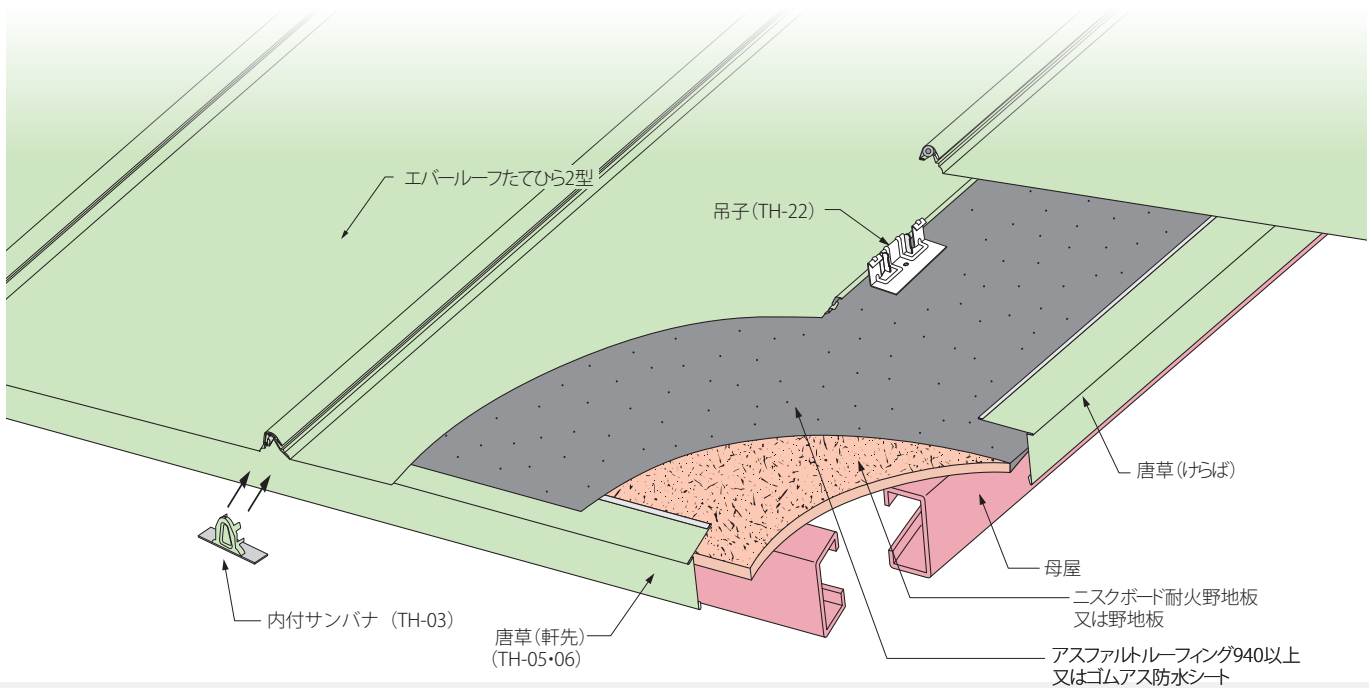 エバールーフたてひら2型
吊子(TH-22)
唐草(けらば)
母屋
ニスクボード耐火野地板
又は野地板
内付サンバナ (TH-03)
唐草(軒先)
(TH-05・06)
アスファルトルーフィング940以上
又はゴムアス防水シート